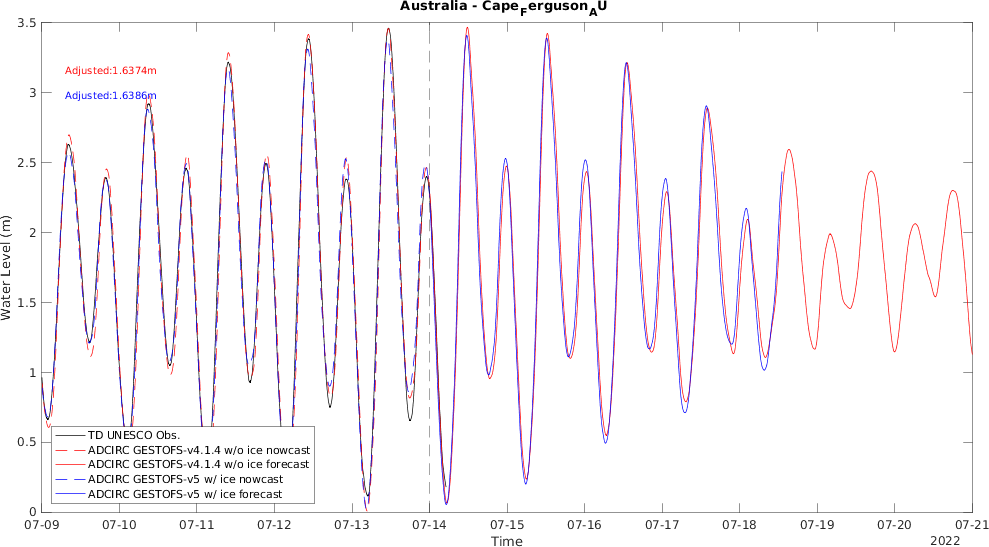 Australia - Cape_Ferguson_AU
3.5
3
2.5
2
1.5
1
0.5
0
Water Level (m)
Adjusted:1.6374m
Adjusted:1.6386m
TD UNESCO Obs.
ADCIRC GESTOFS-v4.1.4 w/o ice nowcast
ADCIRC GESTOFS-v4.1.4 w/o ice forecast
ADCIRC GESTOFS-v5 w/ ice nowcast
ADCIRC GESTOFS-v5 w/ ice forecast
07-09 07-10 07-11 07-12 07-13 07-14 07-15 07-16 07-17 07-18 07-19 07-20 07-21
Time
2022